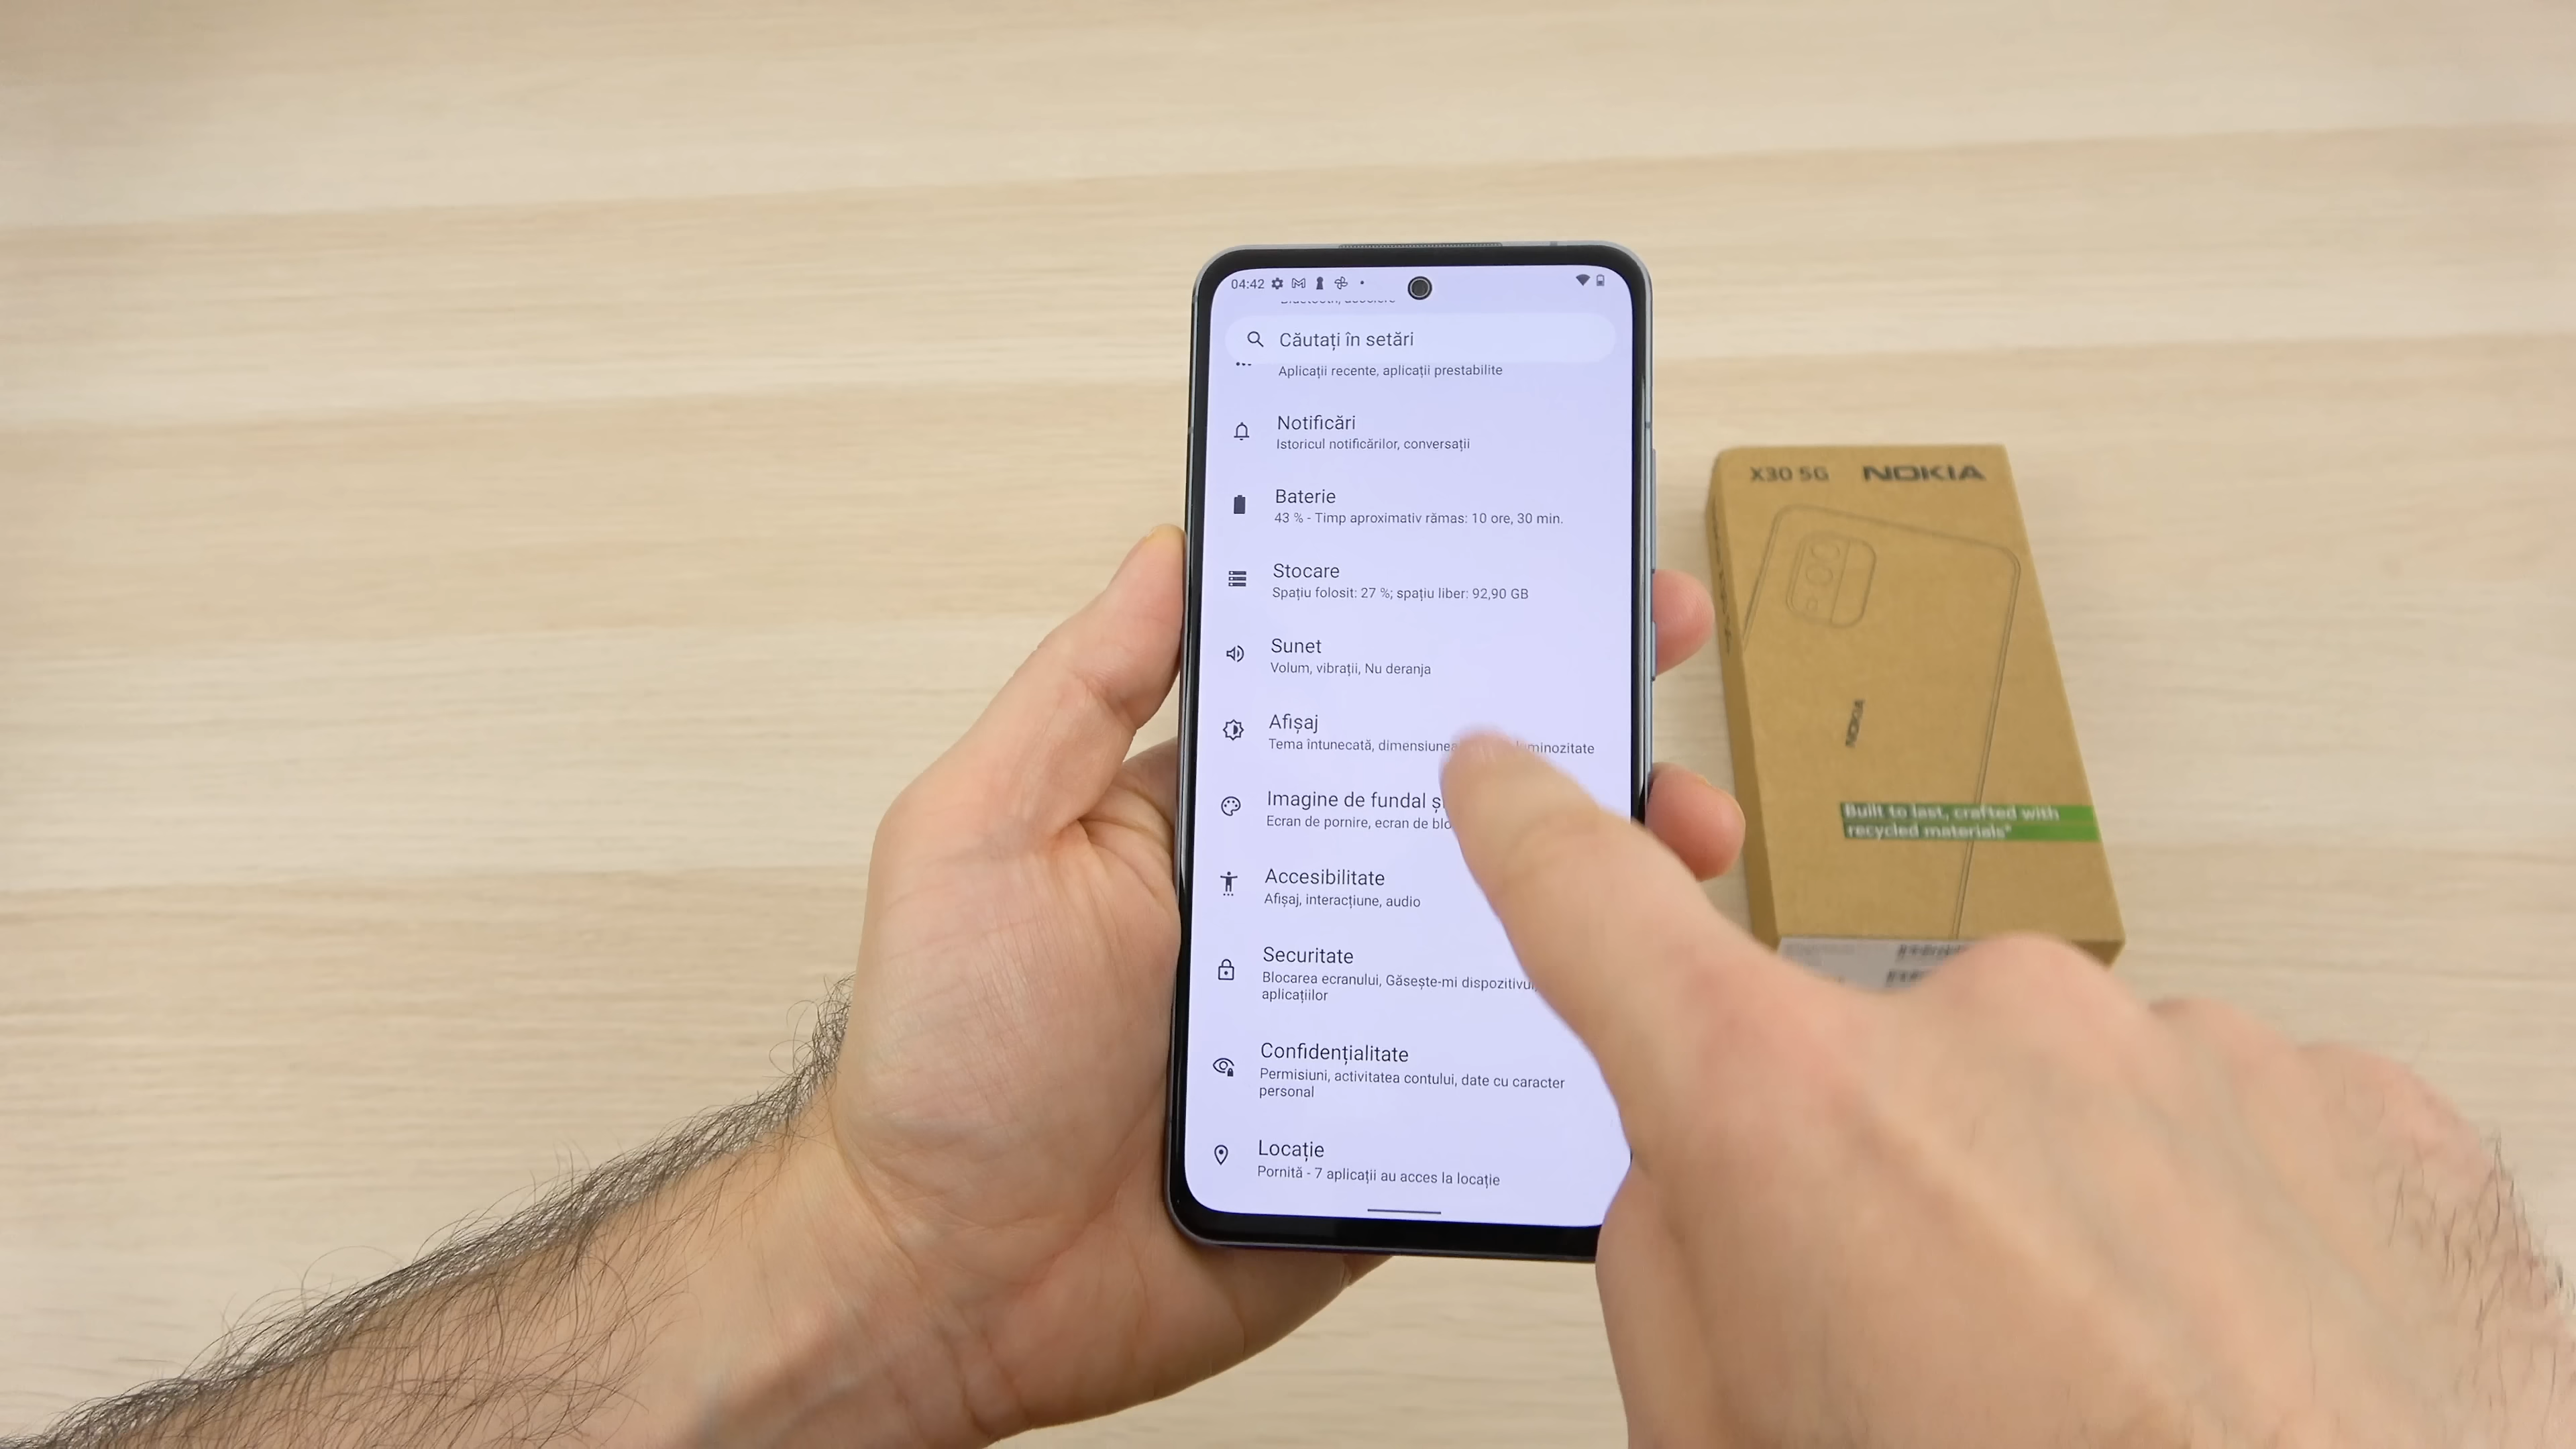 04:42
Căutați în setări
Aplicații recente, aplicații prestabilite
Notificări
Istoricul notificărilor, conversații
Baterie
43 % - Timp aproximativ rămas: 10 ore, 30 min.
Stocare
Spațiu folosit: 27 %; spațiu liber: 92,90 GB
Sunet
Volum, vibrații, Nu deranja
Afișaj
Tema întunecată, dimensiunea
Imagine de fundal
Ecran de pornire, ecran de
Accesibilitate
Afișaj, interacțiune, audio
Securitate
Blocarea ecranului, Găsește-mi dispozitivul,
aplicațiilor
Confidențialitate
Permisiuni, activitatea contului, date cu caracter
personal
Locație
Pornită - 7 aplicații au acces la locație
X30 5G NOKIA
NOKIA
Built to last, crafted with
recycled materials*